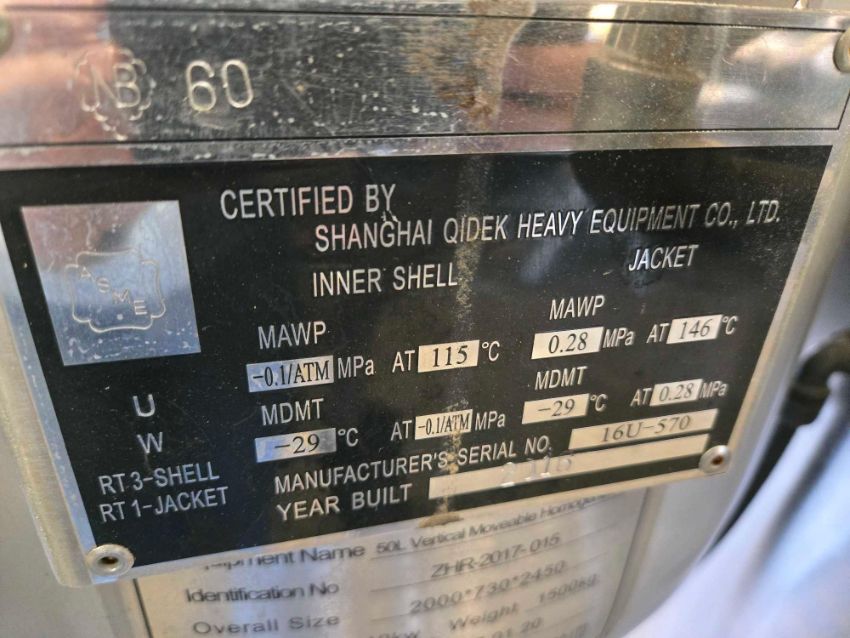 NB 60
ASME
CERTIFIED BY
SHANGHAI QIDEK HEAVY EQUIPMENT CO., LTD.
INNER SHELL JACKET
MAWP MAWP
-0.1/ATM MPa AT 115 °C 0.28 MPa AT 146 °C
U MDMT MDMT
W -29 °C AT -0.1/ATM MPa -29 °C AT 0.28 MPa
RT 3-SHELL MANUFACTURER'S SERIAL NO. 16U-570
RT 1-JACKET YEAR BUILT
Name 50L Vertical Moveable
Identification No ZHR-2017-015
Overall Size 2000*730*2450
Weight 1500kg